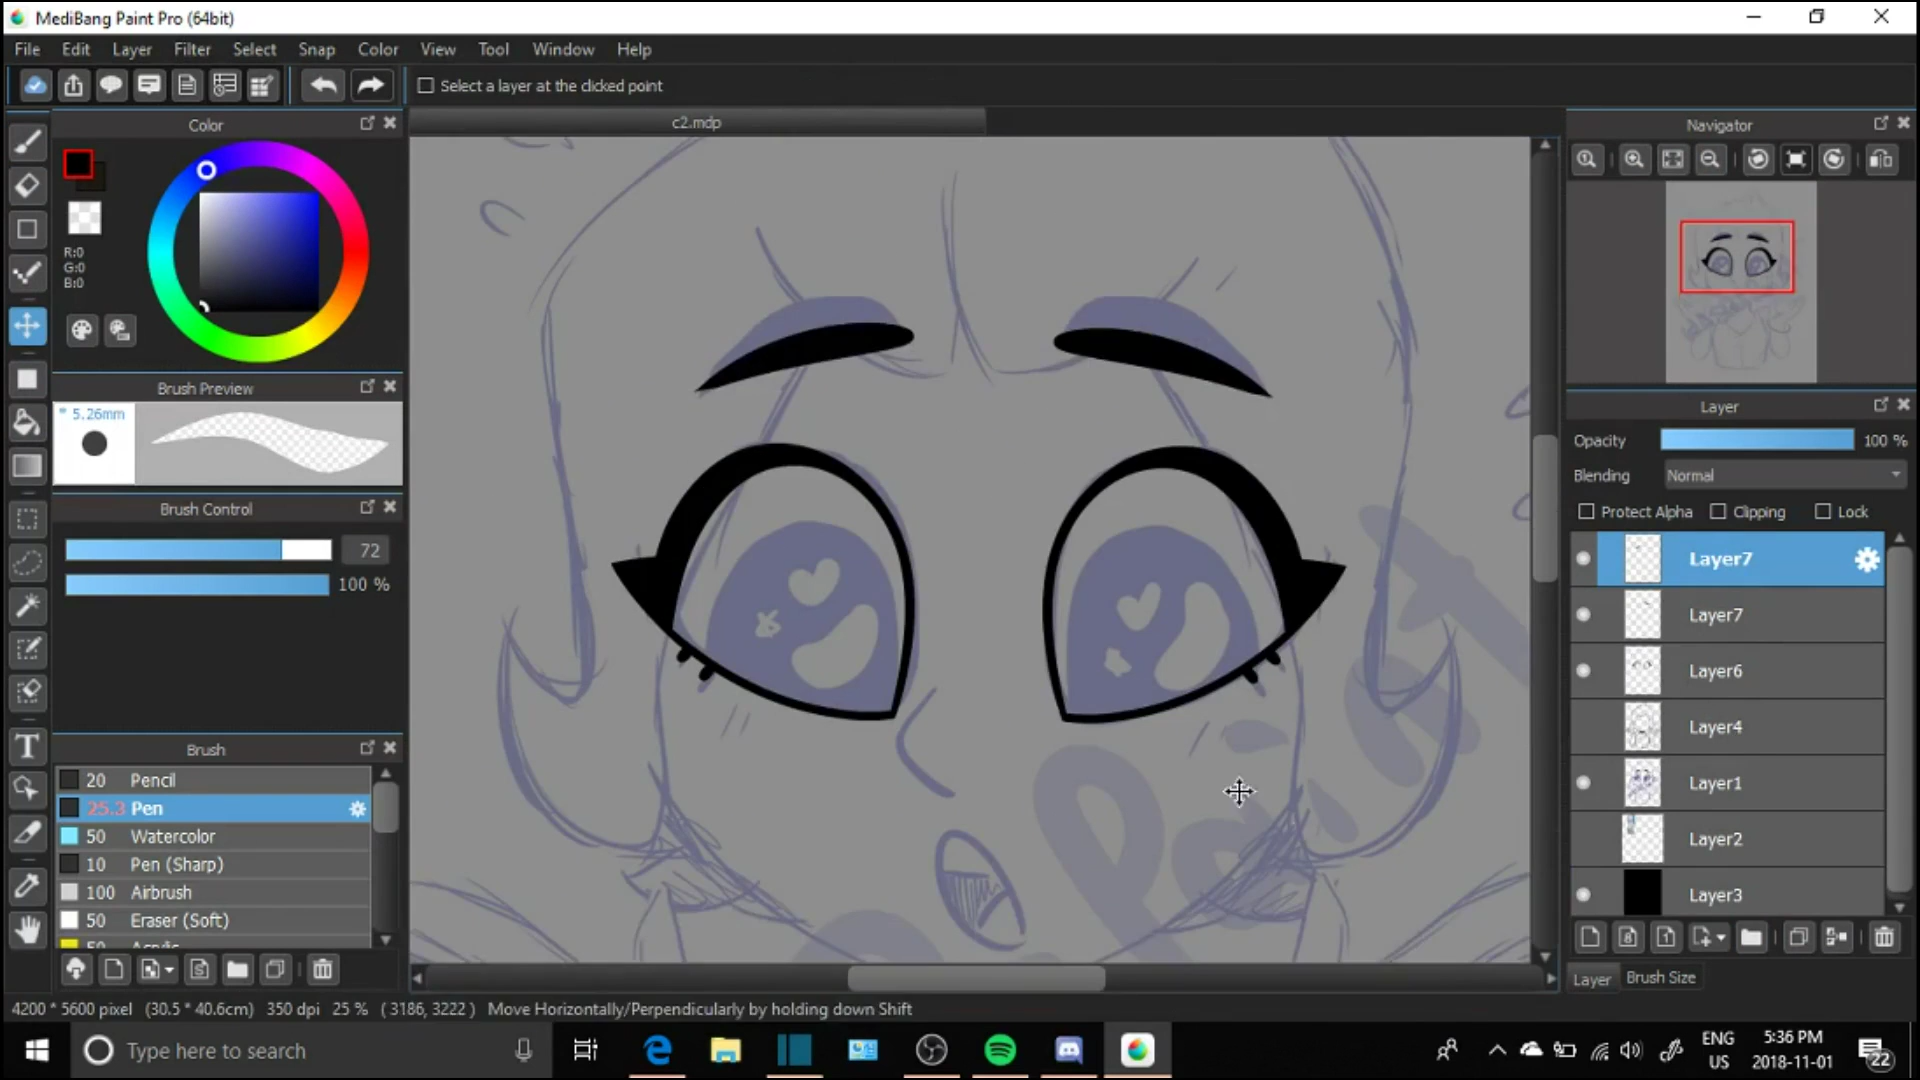 MediBang Paint Pro (64bit)
File Edit Layer Filter Select Snap Color View Tool Window Help
Select a layer at the clicked point
Color
R:0
G:0
B:0
Brush Preview
* 5.26mm
Brush Control
72
100 %
Brush
20 Pencil
25.3 Pen
50 Watercolor
10 Pen (Sharp)
100 Airbrush
50 Eraser (Soft)
50 Acrylic
c2.mdp
Navigator
Layer
Opacity 100 %
Blending Normal
Protect Alpha Clipping Lock
Layer7
Layer7
Layer6
Layer4
Layer1
Layer2
Layer3
Layer Brush Size
4200 * 5600 pixel (30.5 * 40.6cm) 350 dpi 25 % ( 3186, 3222 ) Move Horizontally/Perpendicularly by holding down Shift
Type here to search
ENG
US
5:36 PM
2018-11-01
22